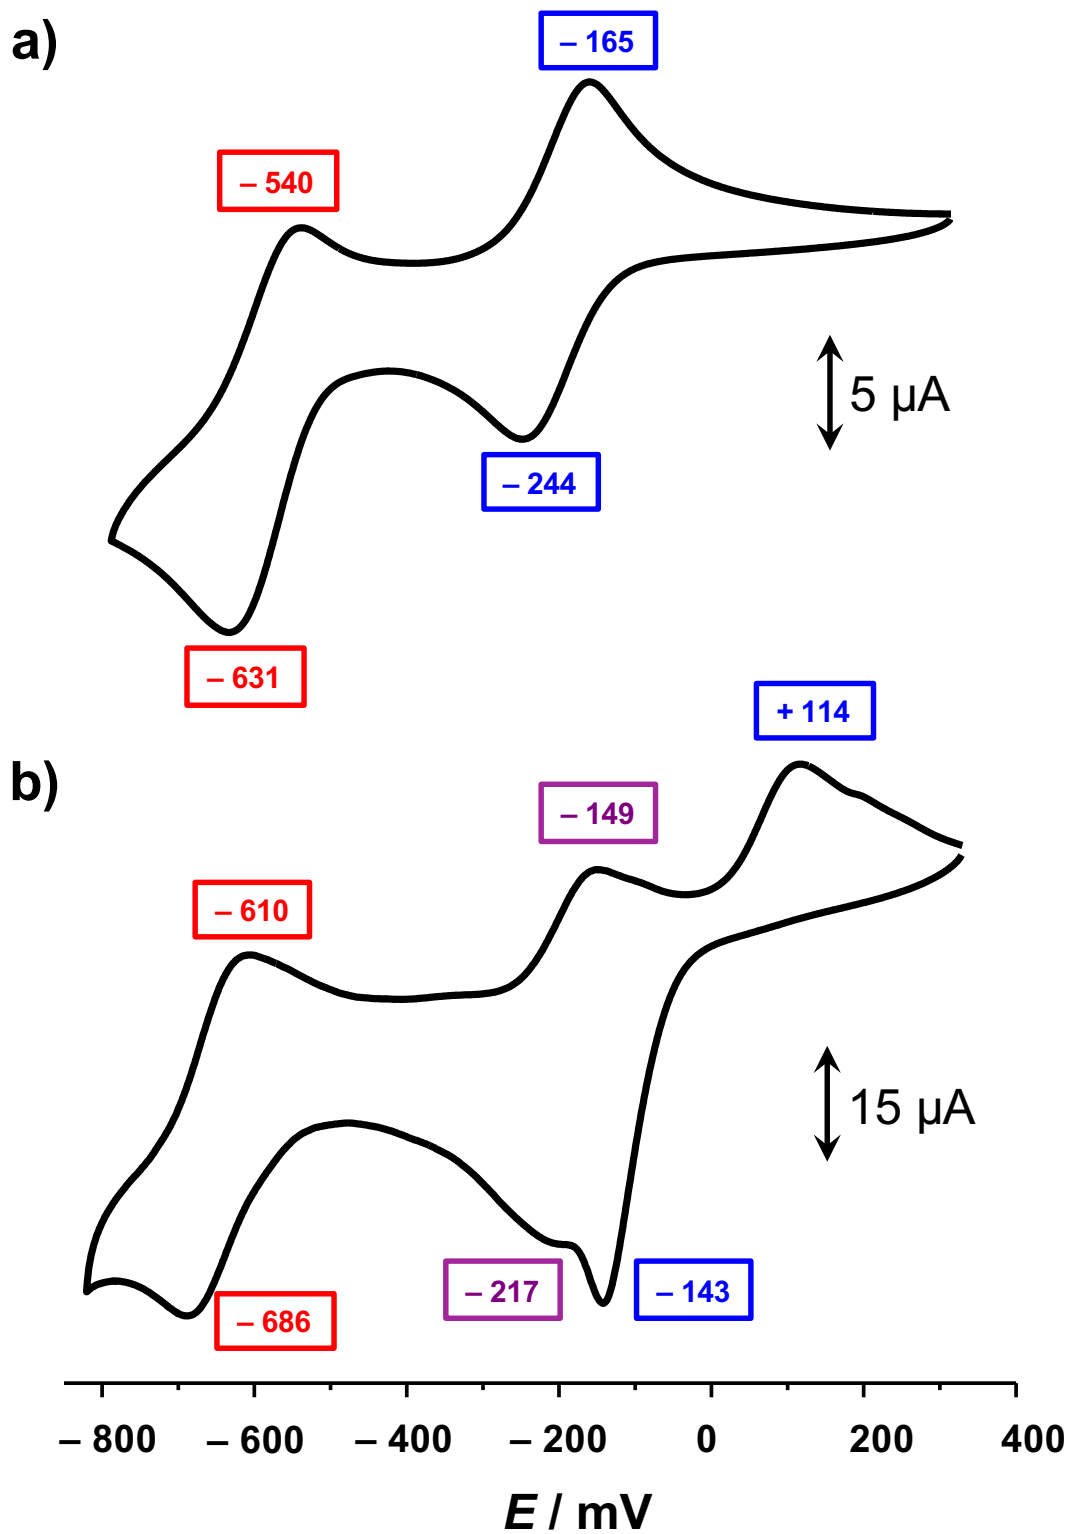 a)
– 165
– 540
5 µA
– 244
– 631
+ 114
b)
– 149
– 610
15 µA
– 217
– 143
– 686
– 800 – 600 – 400 – 200 0 200 400
E / mV